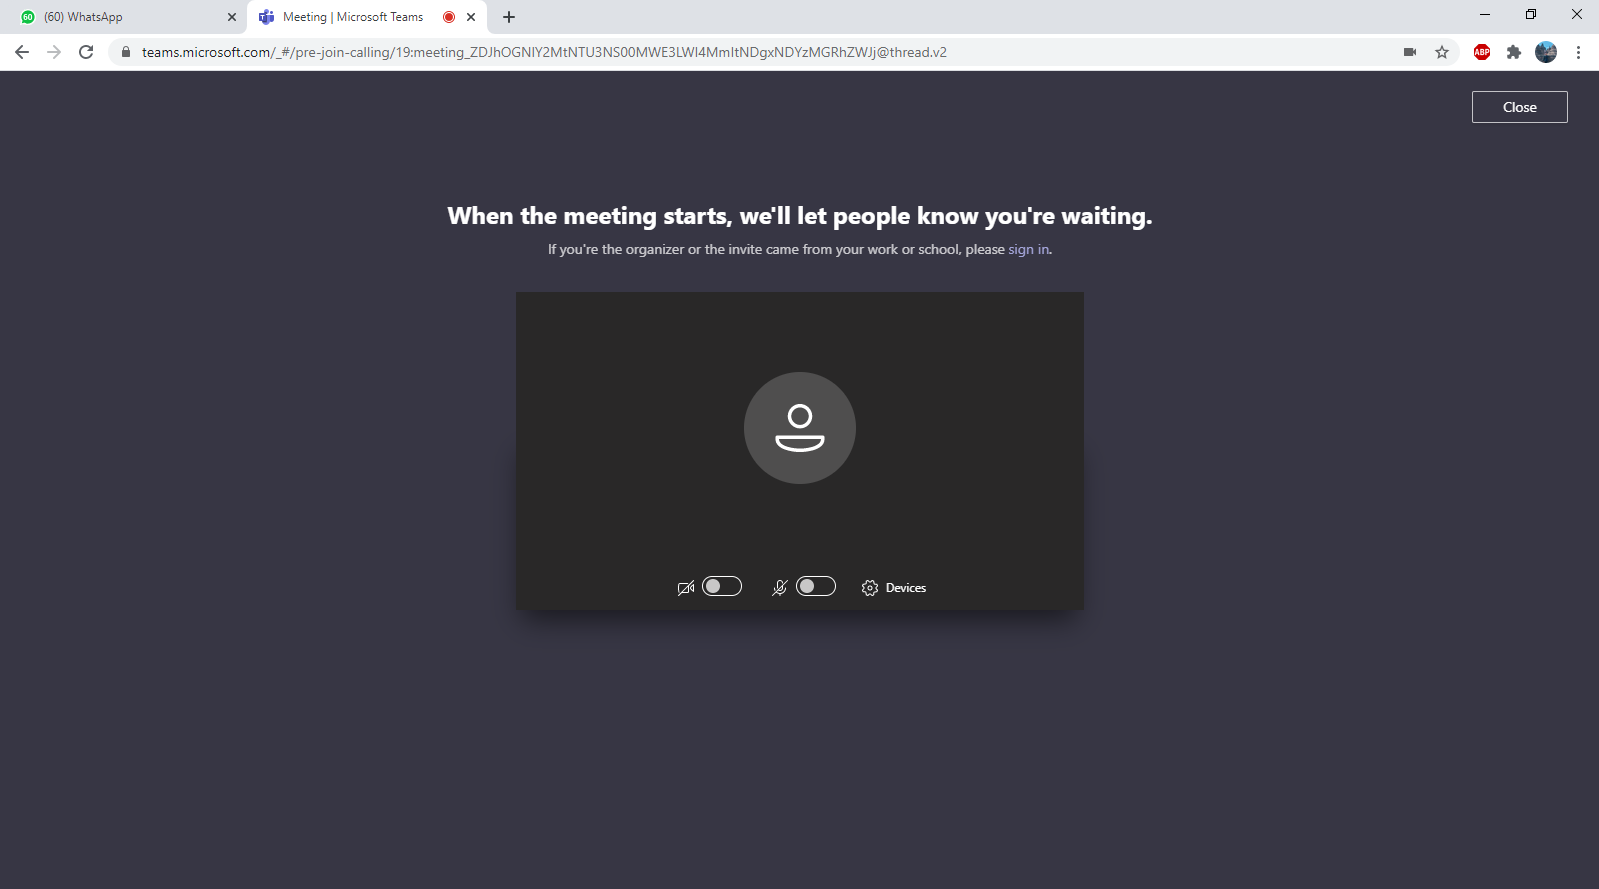 (60) WhatsApp
Meeting | Microsoft Teams
teams.microsoft.com/_#/pre-join-calling/19:meeting_ZDJhOGNlY2MtNTU3NS00MWE3LWI4MmItNDgxNDYzMGRhZWJj@thread.v2
ABP
Close
When the meeting starts, we'll let people know you're waiting.
If you're the organizer or the invite came from your work or school, please sign in.
Devices